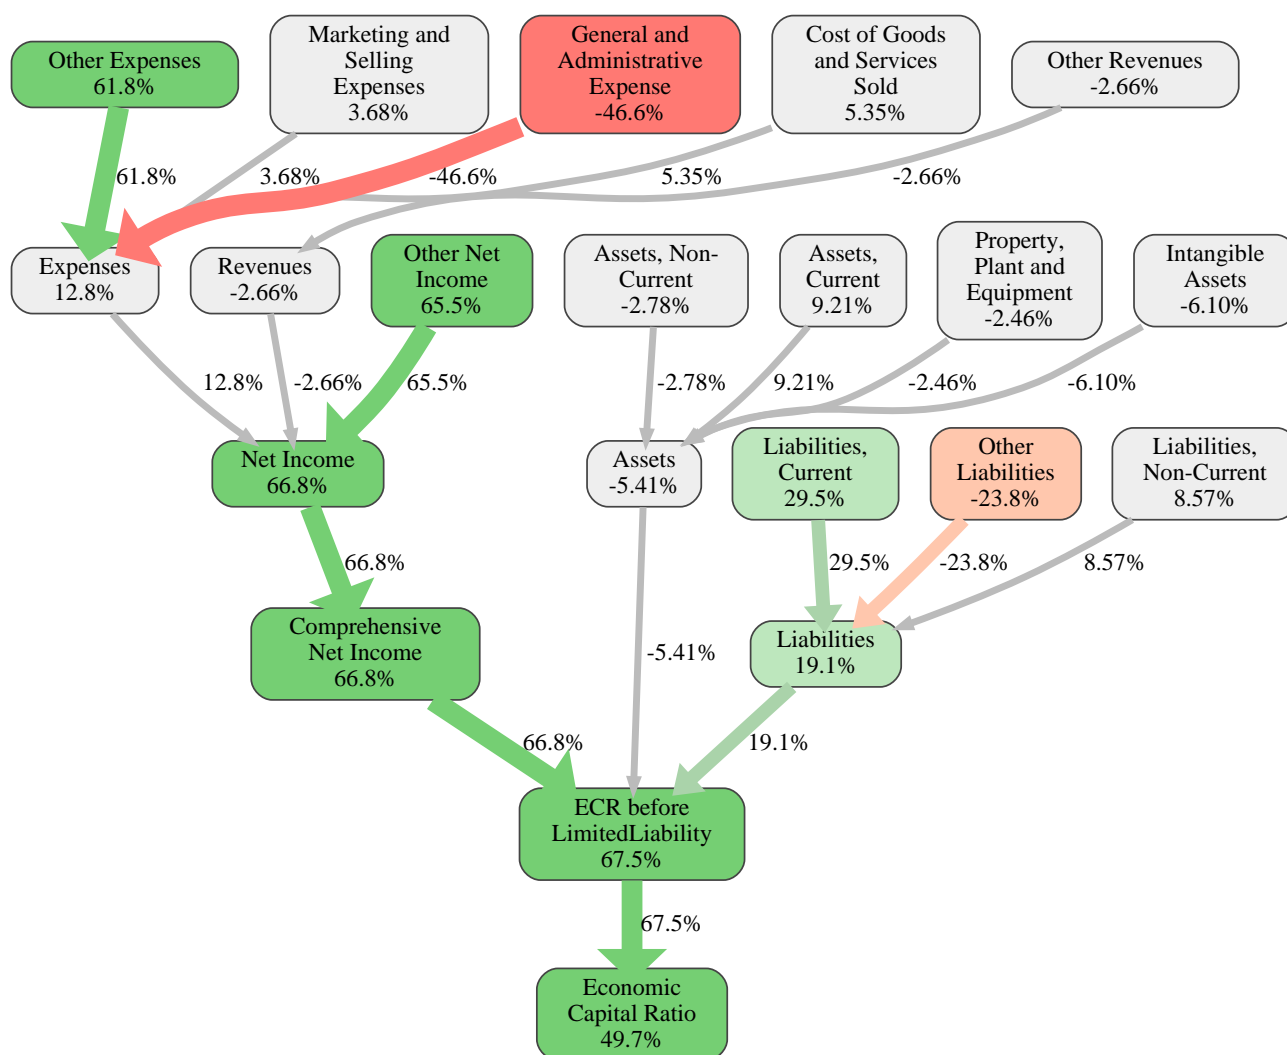 Other Expenses
61.8%
Marketing and
Selling
Expenses
3.68%
General and
Administrative
Expense
-46.6%
Cost of Goods
and Services
Sold
5.35%
Other Revenues
-2.66%
61.8%
3.68%
-46.6%
5.35%
-2.66%
Expenses
12.8%
Revenues
-2.66%
Other Net
Income
65.5%
Assets, Non-
Current
-2.78%
Assets,
Current
9.21%
Property,
Plant and
Equipment
-2.46%
Intangible
Assets
-6.10%
12.8%
-2.66%
65.5%
-2.78%
9.21%
-2.46%
-6.10%
Net Income
66.8%
Assets
-5.41%
Liabilities,
Current
29.5%
Other
Liabilities
-23.8%
Liabilities,
Non-Current
8.57%
66.8%
29.5%
-23.8%
8.57%
Comprehensive
Net Income
66.8%
-5.41%
Liabilities
19.1%
66.8%
19.1%
ECR before
LimitedLiability
67.5%
67.5%
Economic
Capital Ratio
49.7%